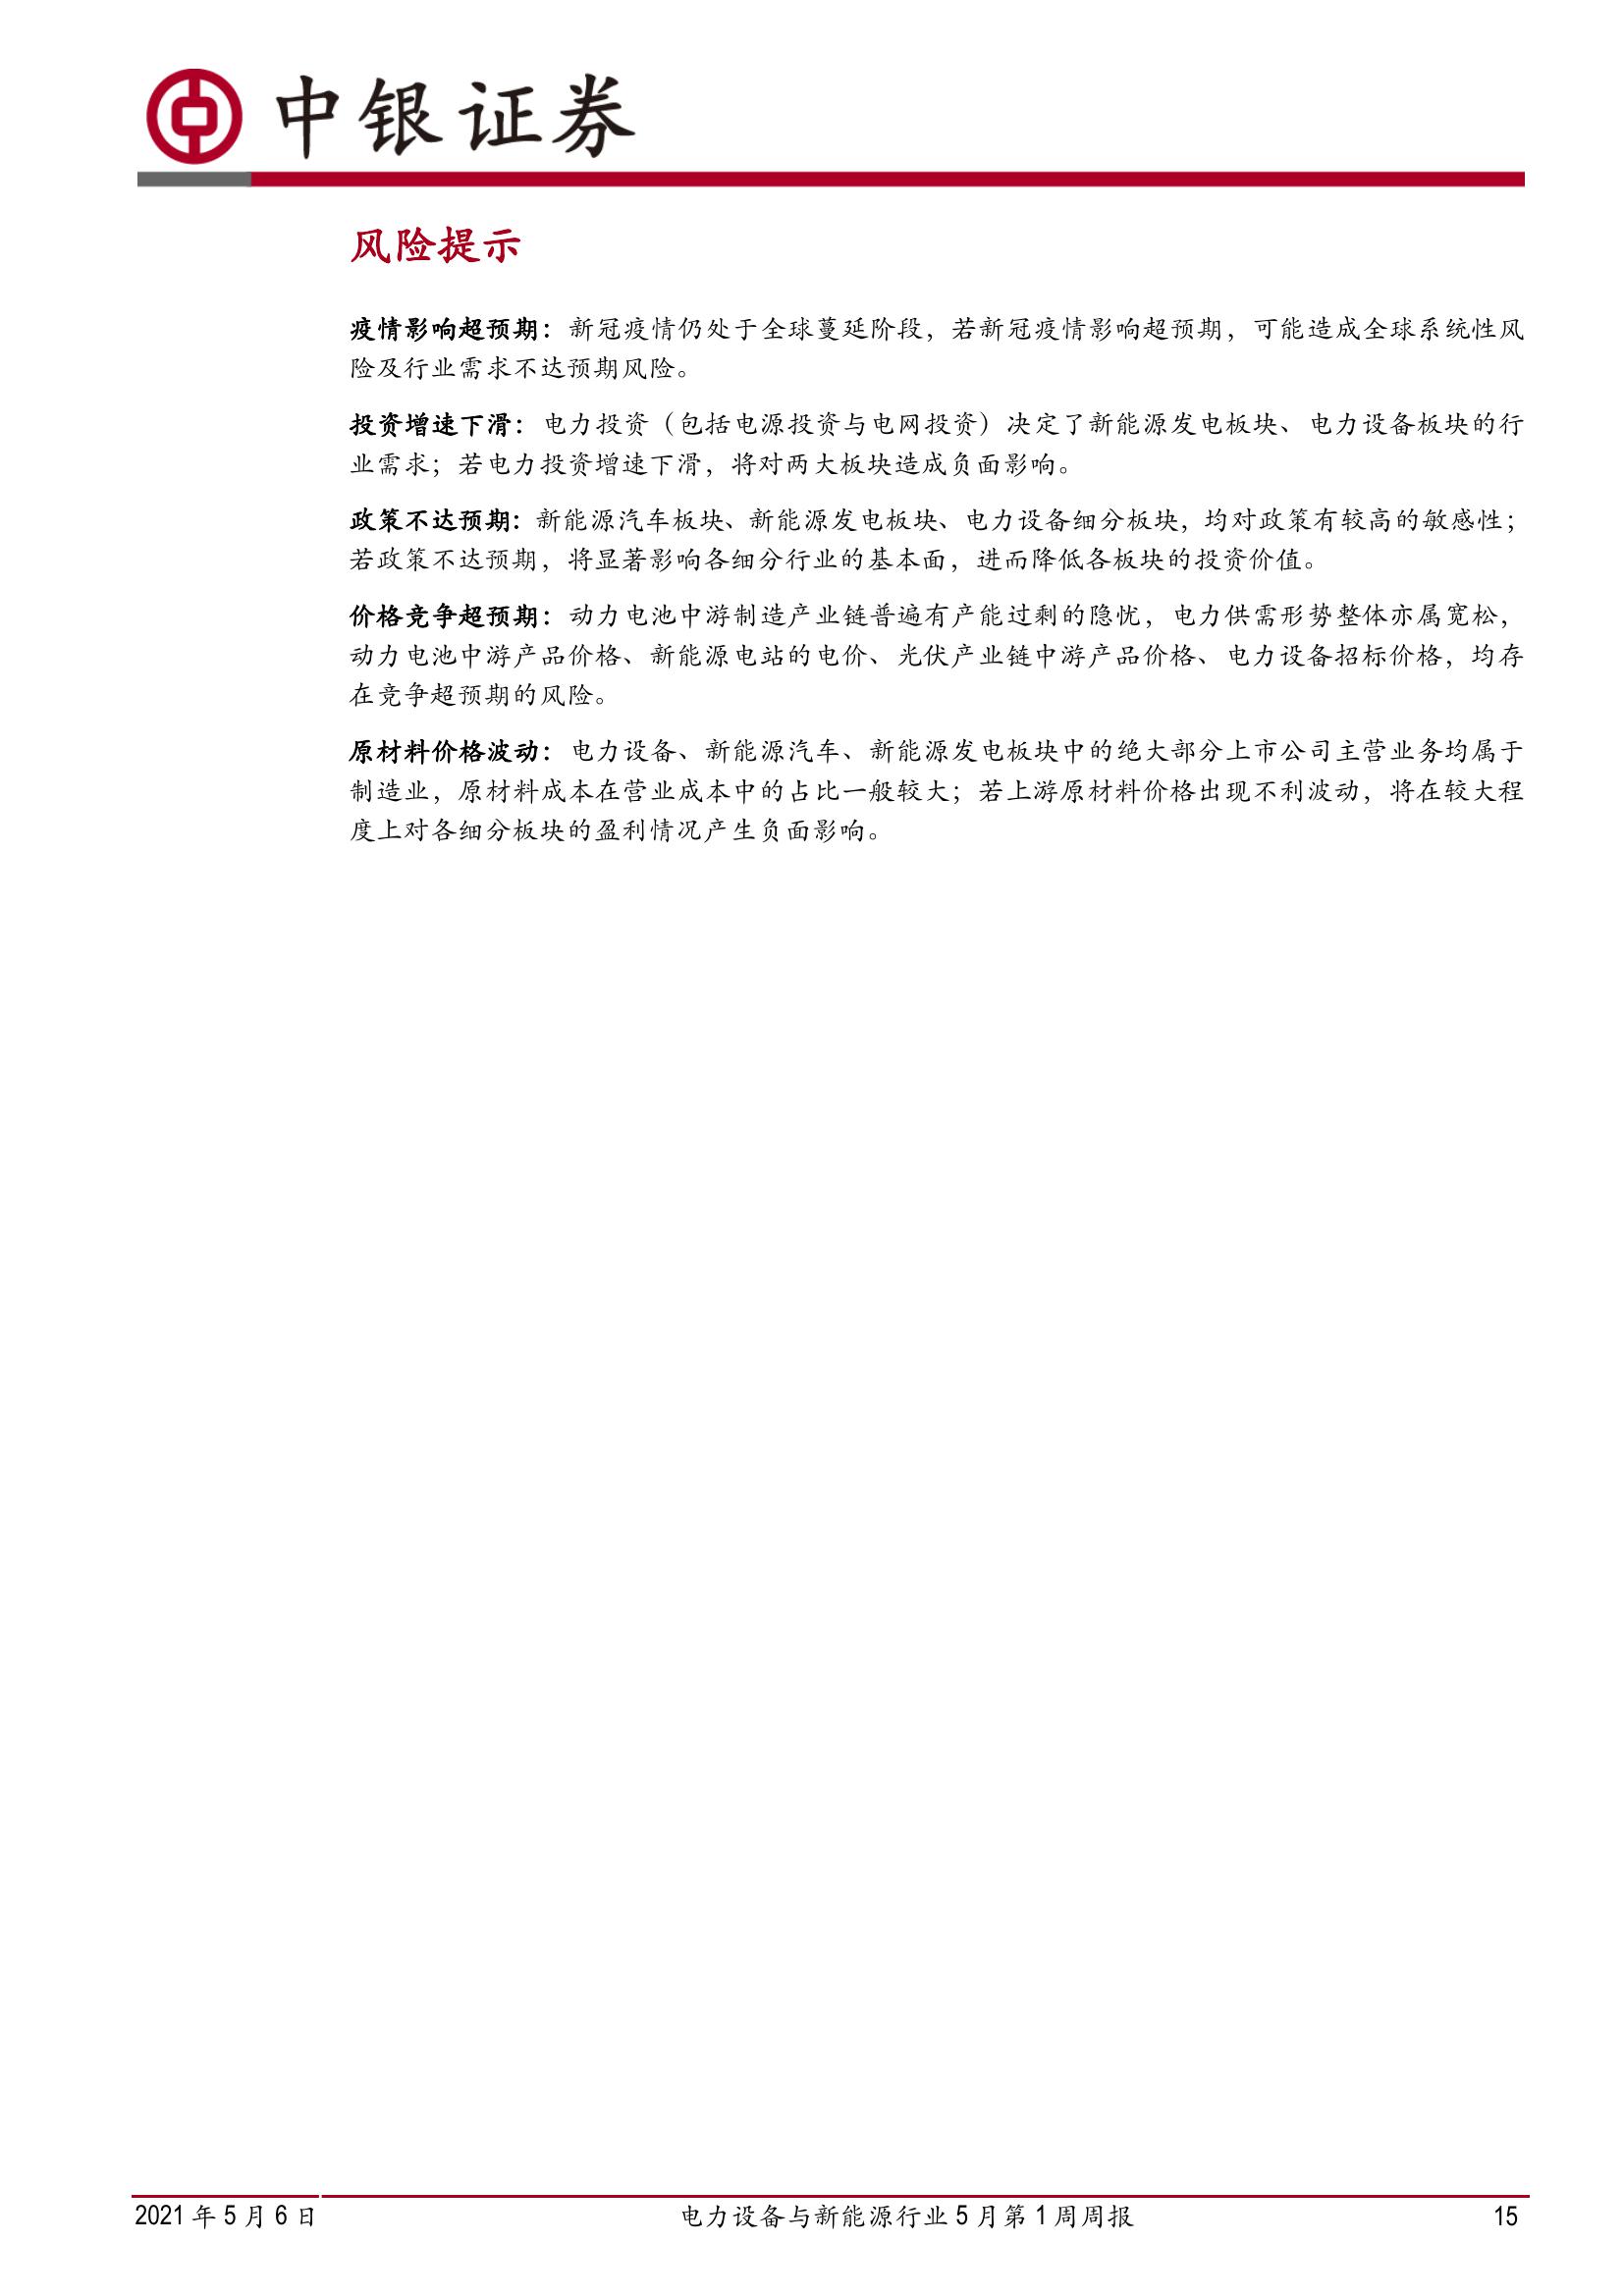 中银证券
风险提示
疫情影响超预期：新冠疫情仍处于全球蔓延阶段，若新冠疫情影响超预期，可能造成全球系统性风
险及行业需求不达预期风险。
投资增速下滑：电力投资（包括电源投资与电网投资）决定了新能源发电板块、电力设备板块的行
业需求；若电力投资增速下滑，将对两大板块造成负面影响。
政策不达预期：新能源汽车板块、新能源发电板块、电力设备细分板块，均对政策有较高的敏感性；
若政策不达预期，将显著影响各细分行业的基本面，进而降低各板块的投资价值。
价格竞争超预期：动力电池中游制造产业链普遍有产能过剩的隐忧，电力供需形势整体亦属宽松，
动力电池中游产品价格、新能源电站的电价、光伏产业链中游产品价格、电力设备招标价格，均存
在竞争超预期的风险。
原材料价格波动：电力设备、新能源汽车、新能源发电板块中的绝大部分上市公司主营业务均属于
制造业，原材料成本在营业成本中的占比一般较大；若上游原材料价格出现不利波动，将在较大程
度上对各细分板块的盈利情况产生负面影响。
2021 年 5 月 6 日 电力设备与新能源行业 5 月第 1 周周报 15